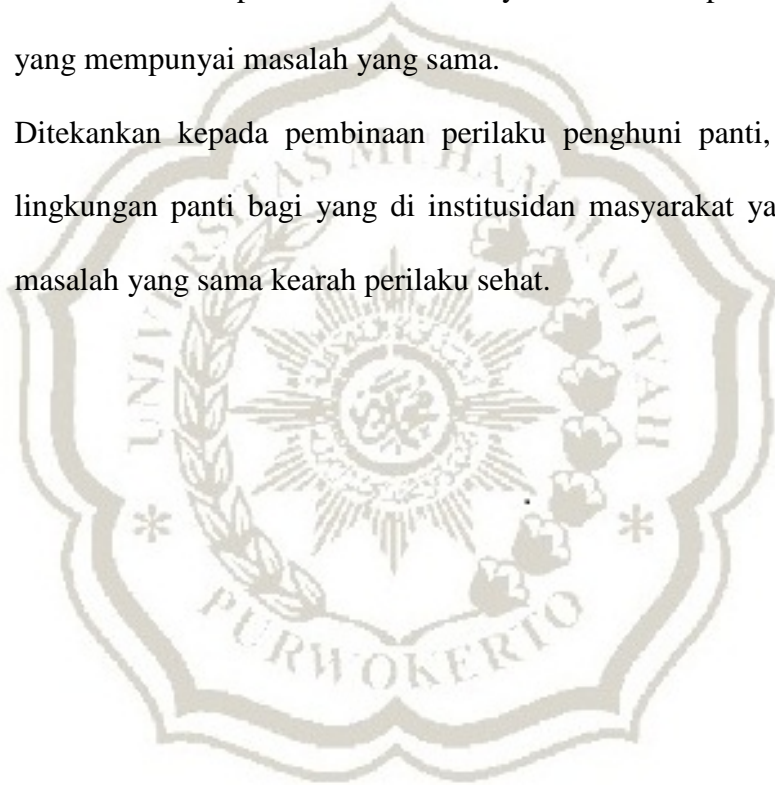 yang mempunyai masalah yang sama.
Ditekankan kepada pembinaan perilaku penghuni panti,
lingkungan panti bagi yang di institusidan masyarakat ya
masalah yang sama kearah perilaku sehat.
UNIVERSITAS MUHAMMADIYAH
PURWOKERTO